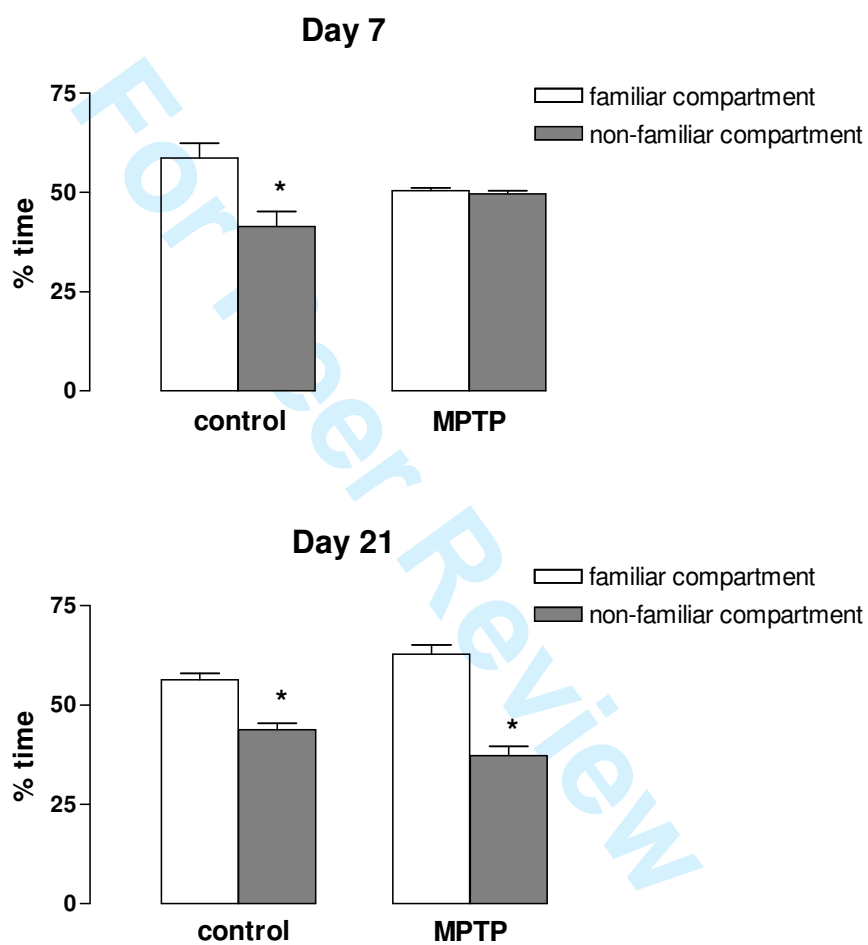 Day 7
75
50
25
0
% time
familiar compartment
non-familiar compartment
*
control
MPTP
Day 21
75
50
25
0
% time
familiar compartment
non-familiar compartment
*
*
control
MPTP
For Peer Review